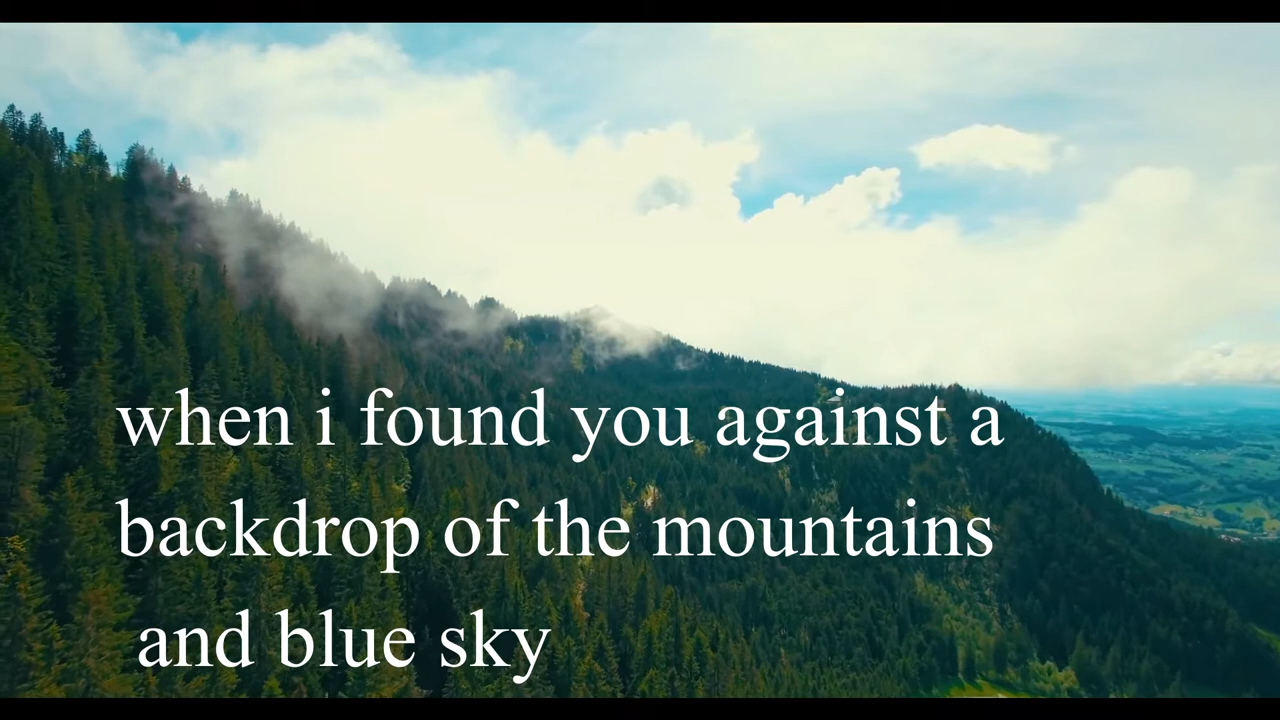 when i found you against a
backdrop of the mountains
and blue sky